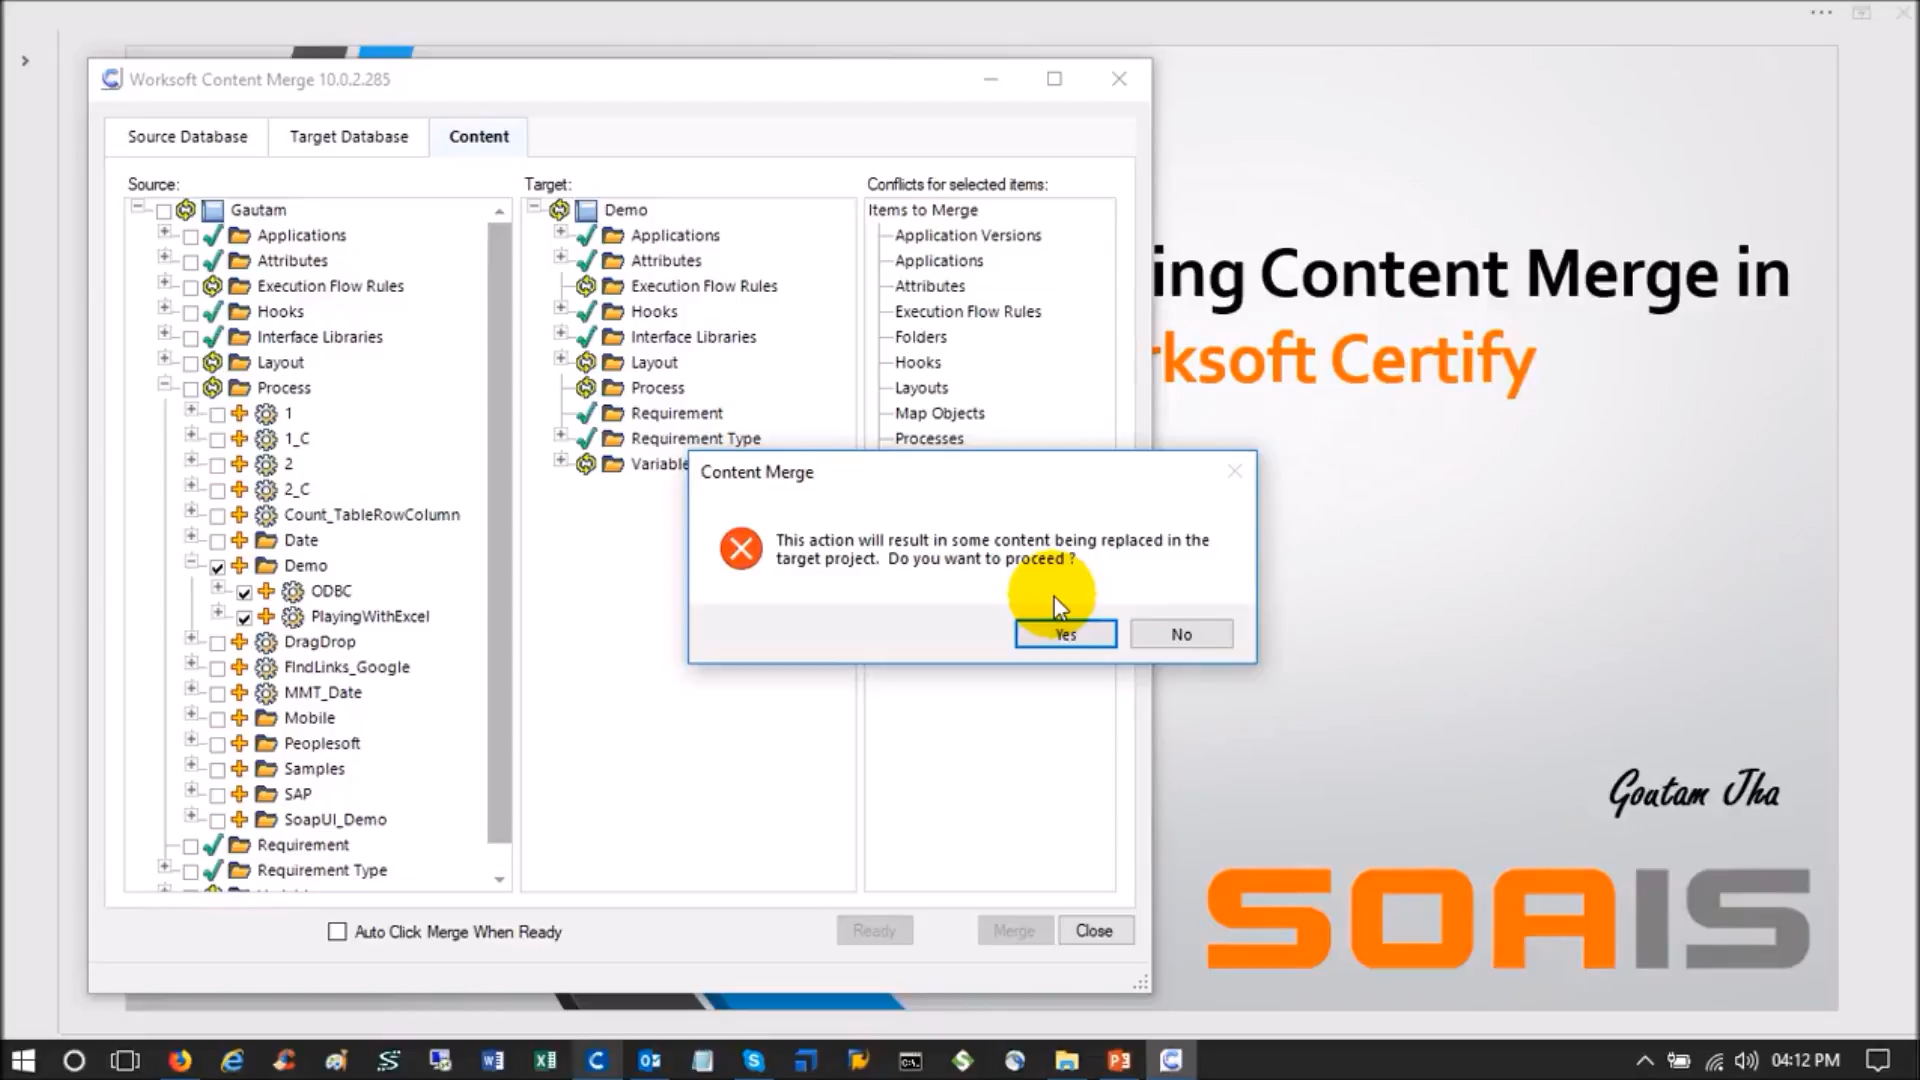 Worksoft Content Merge 10.0.2.285
Source Database
Target Database
Content
Source:
Gautam
Applications
Attributes
Execution Flow Rules
Hooks
Interface Libraries
Layout
Process
1
1_C
2
2_C
Count_TableRowColumn
Date
Demo
ODBC
PlayingWithExcel
DragDrop
FIndLinks_Google
MMT_Date
Mobile
Peoplesoft
Samples
SAP
SoapUI_Demo
Requirement
Requirement Type
Target:
Demo
Applications
Attributes
Execution Flow Rules
Hooks
Interface Libraries
Layout
Process
Requirement
Requirement Type
Variable
Conflicts for selected items:
Items to Merge
Application Versions
Applications
Attributes
Execution Flow Rules
Folders
Hooks
Layouts
Map Objects
Processes
Content Merge
This action will result in some content being replaced in the
target project. Do you want to proceed ?
Yes
No
Auto Click Merge When Ready
Ready
Merge
Close
ing Content Merge in
rksoft Certify
Goutam Jha
SOAIS
04:12 PM